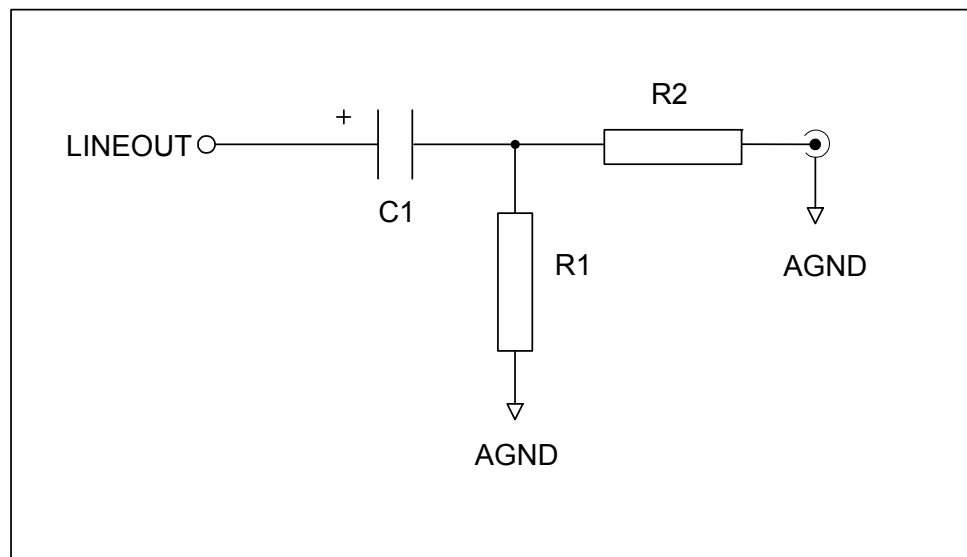 R2
+
LINEOUT
C1
R1
AGND
AGND